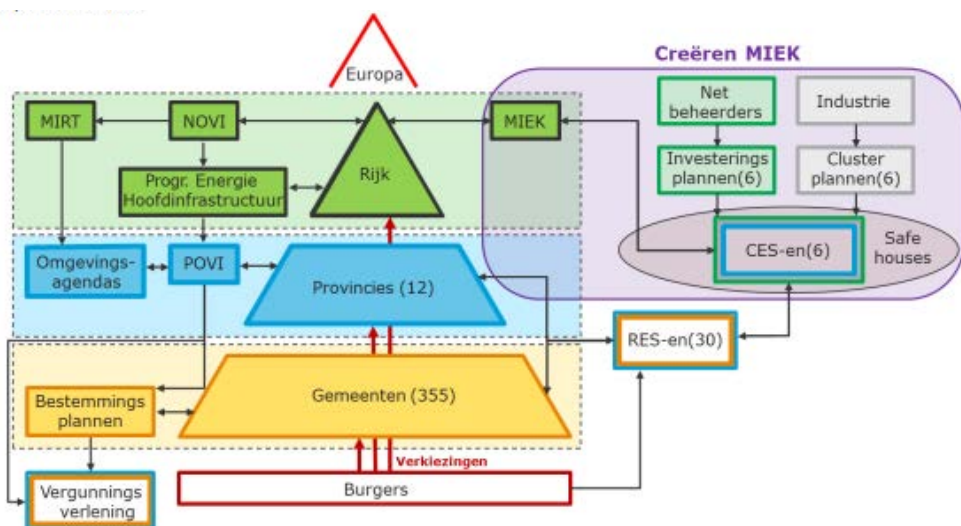 Creëren MIEK
Europa
MIRT
NOVI
MIEK
Net
beheerders
Industrie
Progr. Energie
Hoofdinfrastructuur
Rijk
Investerings
plannen(6)
Cluster
plannen(6)
CES-en(6)
Safe
houses
Omgevings-
agendas
POVI
Provincies (12)
RES-en(30)
Bestemmings
plannen
Gemeenten (355)
Verkiezingen
Vergunnings
verlening
Burgers